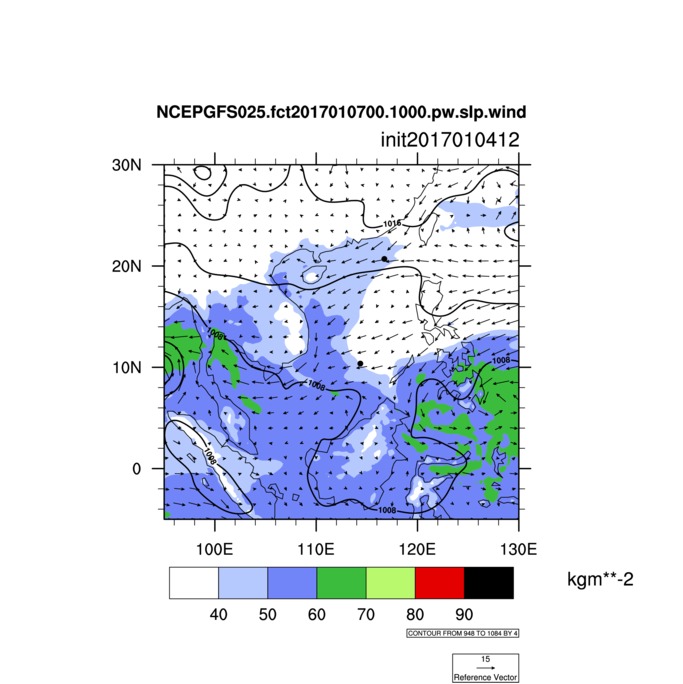 NCEPGFS025.fct2017010700.1000.pw.slp.wind
init2017010412
30N
1016
20N
1008
10N
1008
1008
1008
0
1008
100E 110E 120E 130E
kgm**-2
40 50 60 70 80 90
CONTOUR FROM 948 TO 1084 BY 4
15
Reference Vector